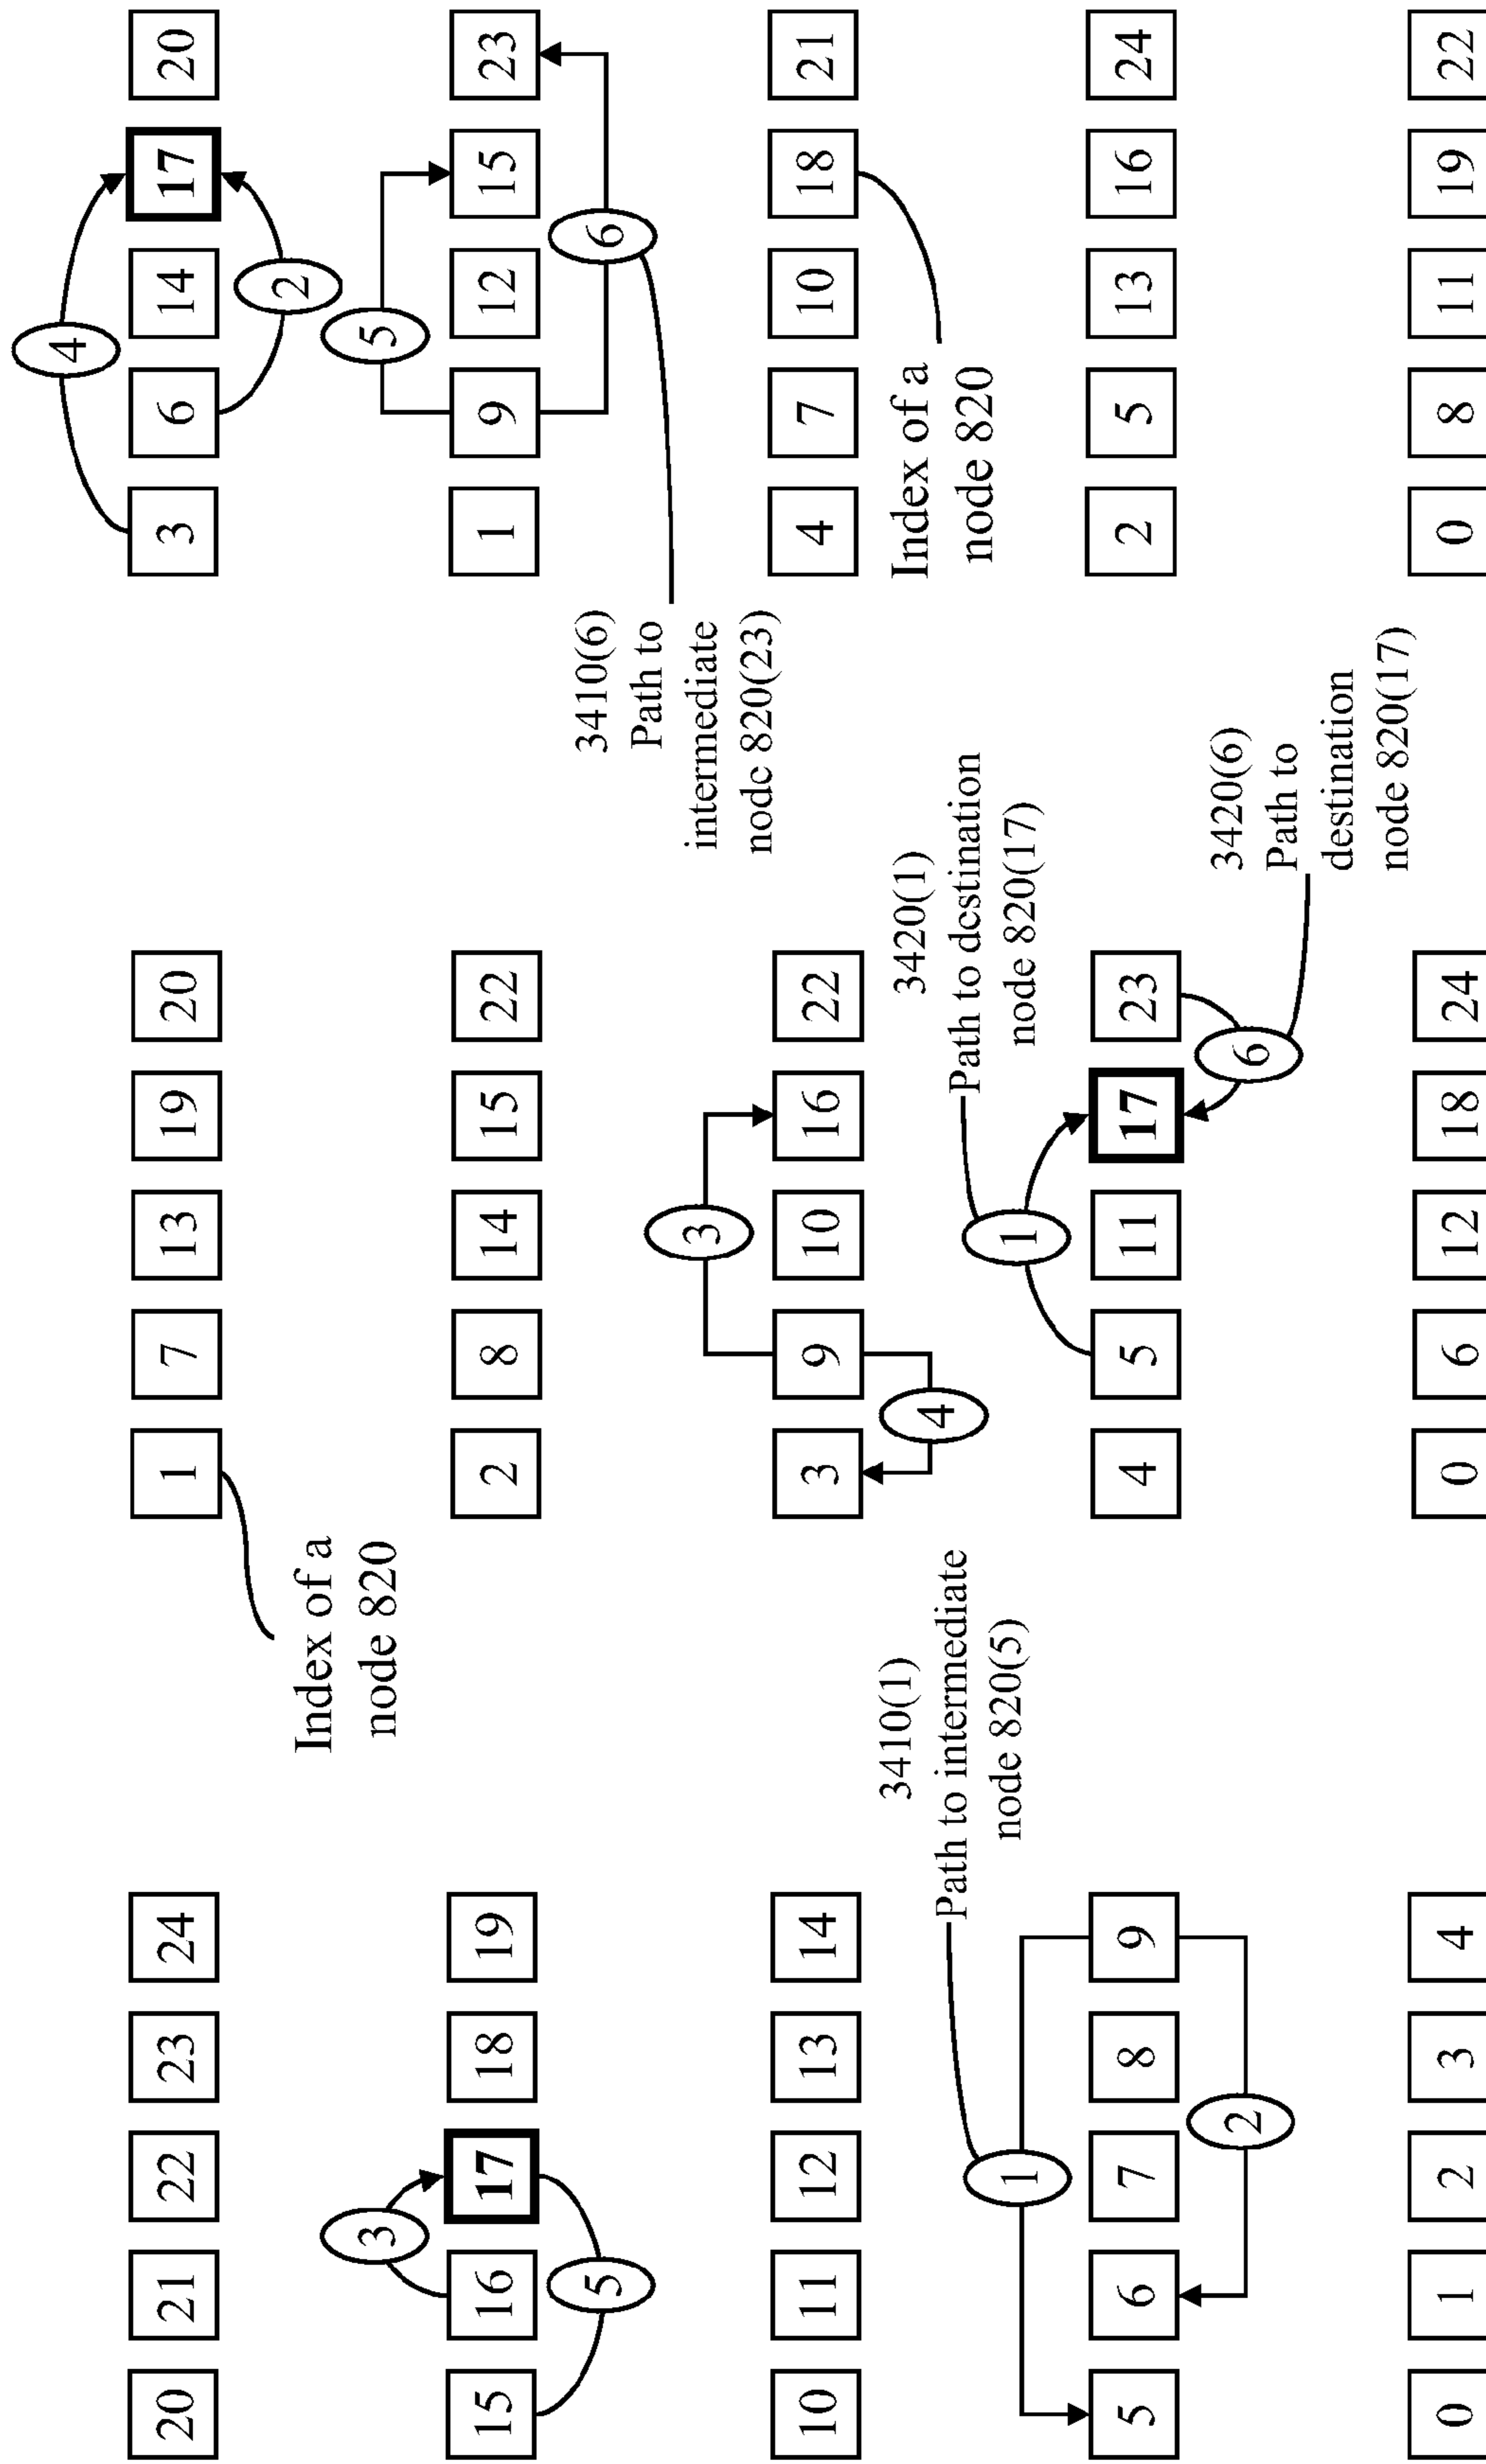 4
20 21 22 23 24 1 7 13 19 20 3 6 14 17 20
2
Index of a
node 820
3 5
15 16 17 18 19 2 8 14 15 22 1 9 12 15 23
5 6
3410(6)
Path to
intermediate
node 820(23)
3
10 11 12 13 14 3 9 10 16 22 4 7 10 18 21
4
3410(1)
Path to intermediate
node 820(5)
3420(1)
Path to destination
node 820(17)
Index of a
node 820
1 1
5 6 7 8 9 4 5 11 17 23 2 5 13 16 24
2 6
3420(6)
Path to
destination
node 820(17)
0 1 2 3 4 0 6 12 18 24 0 8 11 19 22